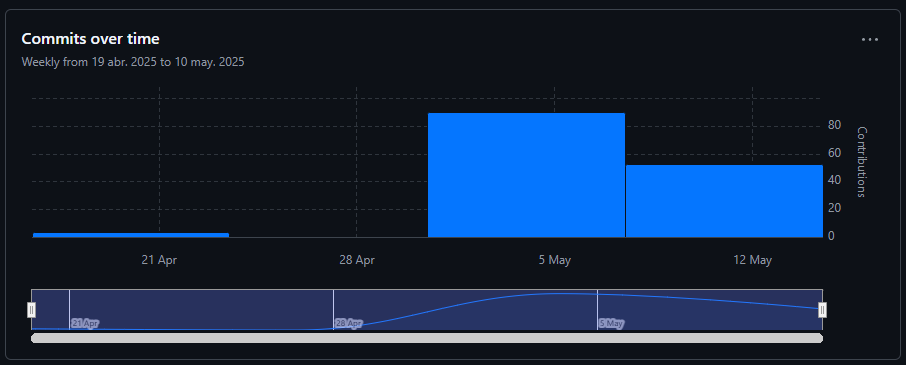 Commits over time
Weekly from 19 abr. 2025 to 10 may. 2025
80
60
40
20
0
Contributions
21 Apr
28 Apr
5 May
12 May
21 Apr
28 Apr
5 May